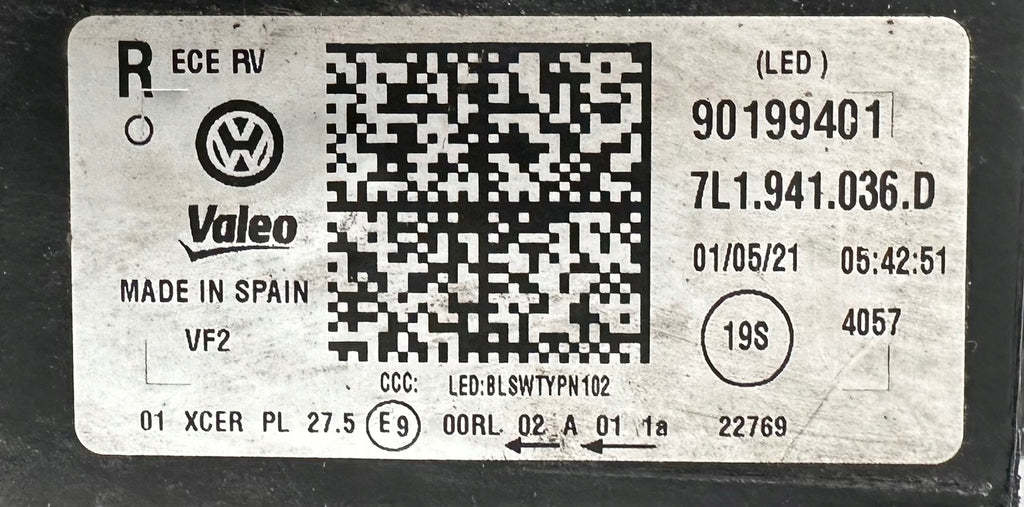 R ECE RV
(LED )
90199401
7L1.941.036.D
Valeo
01/05/21 05:42:51
MADE IN SPAIN
VF2
19S
4057
CCC: LED:BLSWTYPN102
01 XCER PL 27.5 E9 00RL 02 A 01 1a 22769